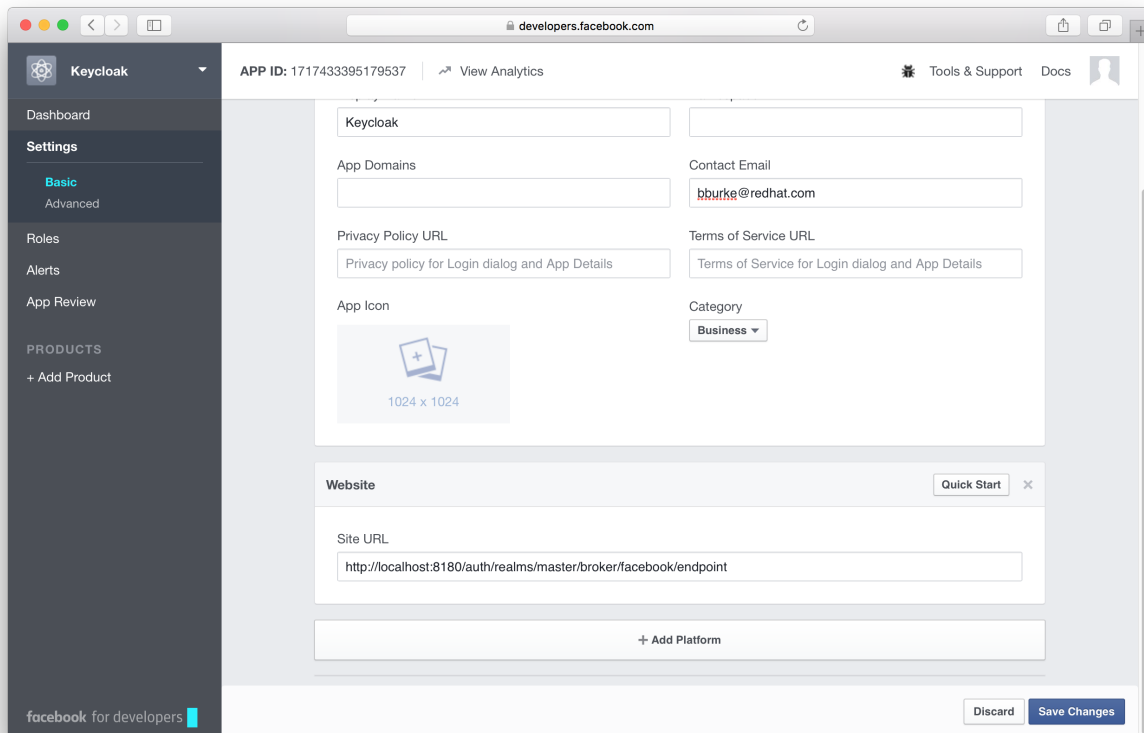 developers.facebook.com
Keycloak
APP ID: 1717433395179537
View Analytics
Tools & Support
Docs
Dashboard
Settings
Basic
Advanced
Roles
Alerts
App Review
PRODUCTS
+ Add Product
facebook for developers
Keycloak
App Domains
Contact Email
bburke@redhat.com
Privacy Policy URL
Terms of Service URL
Privacy policy for Login dialog and App Details
Terms of Service for Login dialog and App Details
App Icon
Category
Business
1024 x 1024
Website
Quick Start
Site URL
http://localhost:8180/auth/realms/master/broker/facebook/endpoint
+ Add Platform
Discard
Save Changes